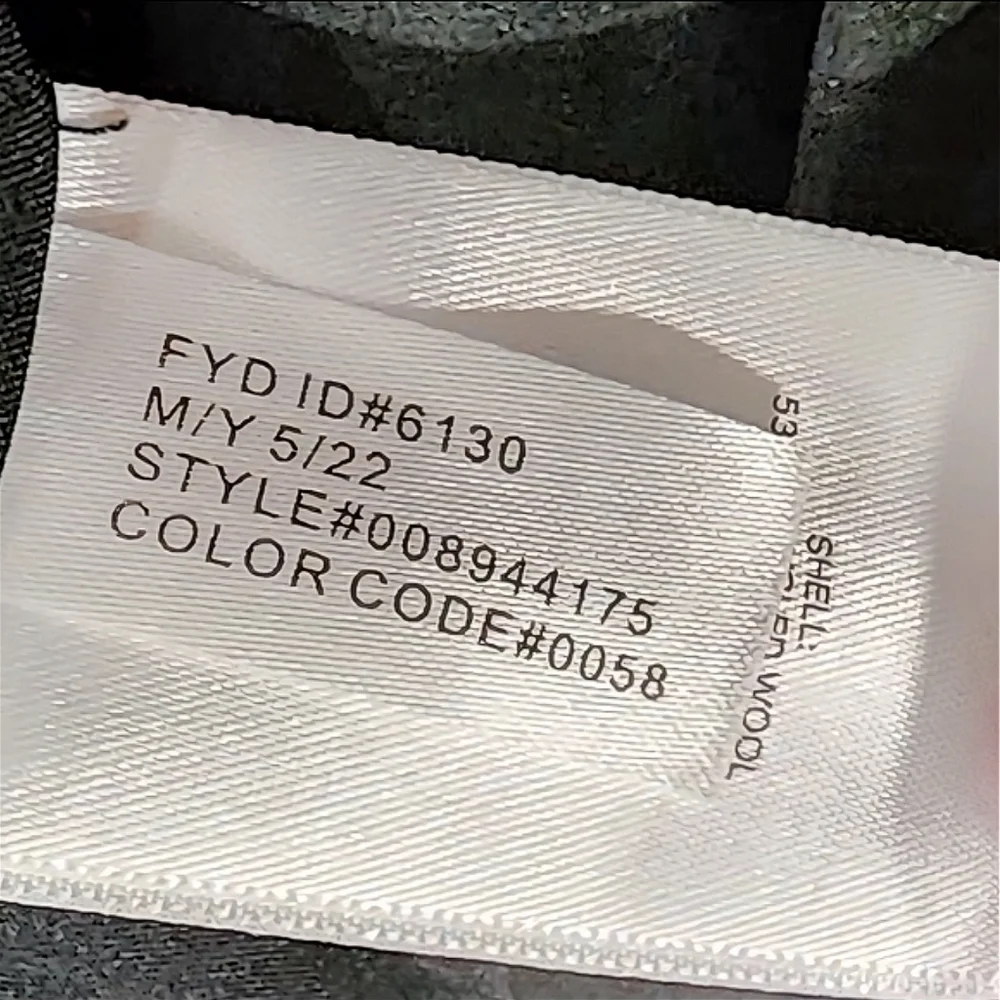 FYD ID#6130
M/Y 5/22
STYLE#008944175
COLOR CODE#0058
SHELL:
WOOL
53